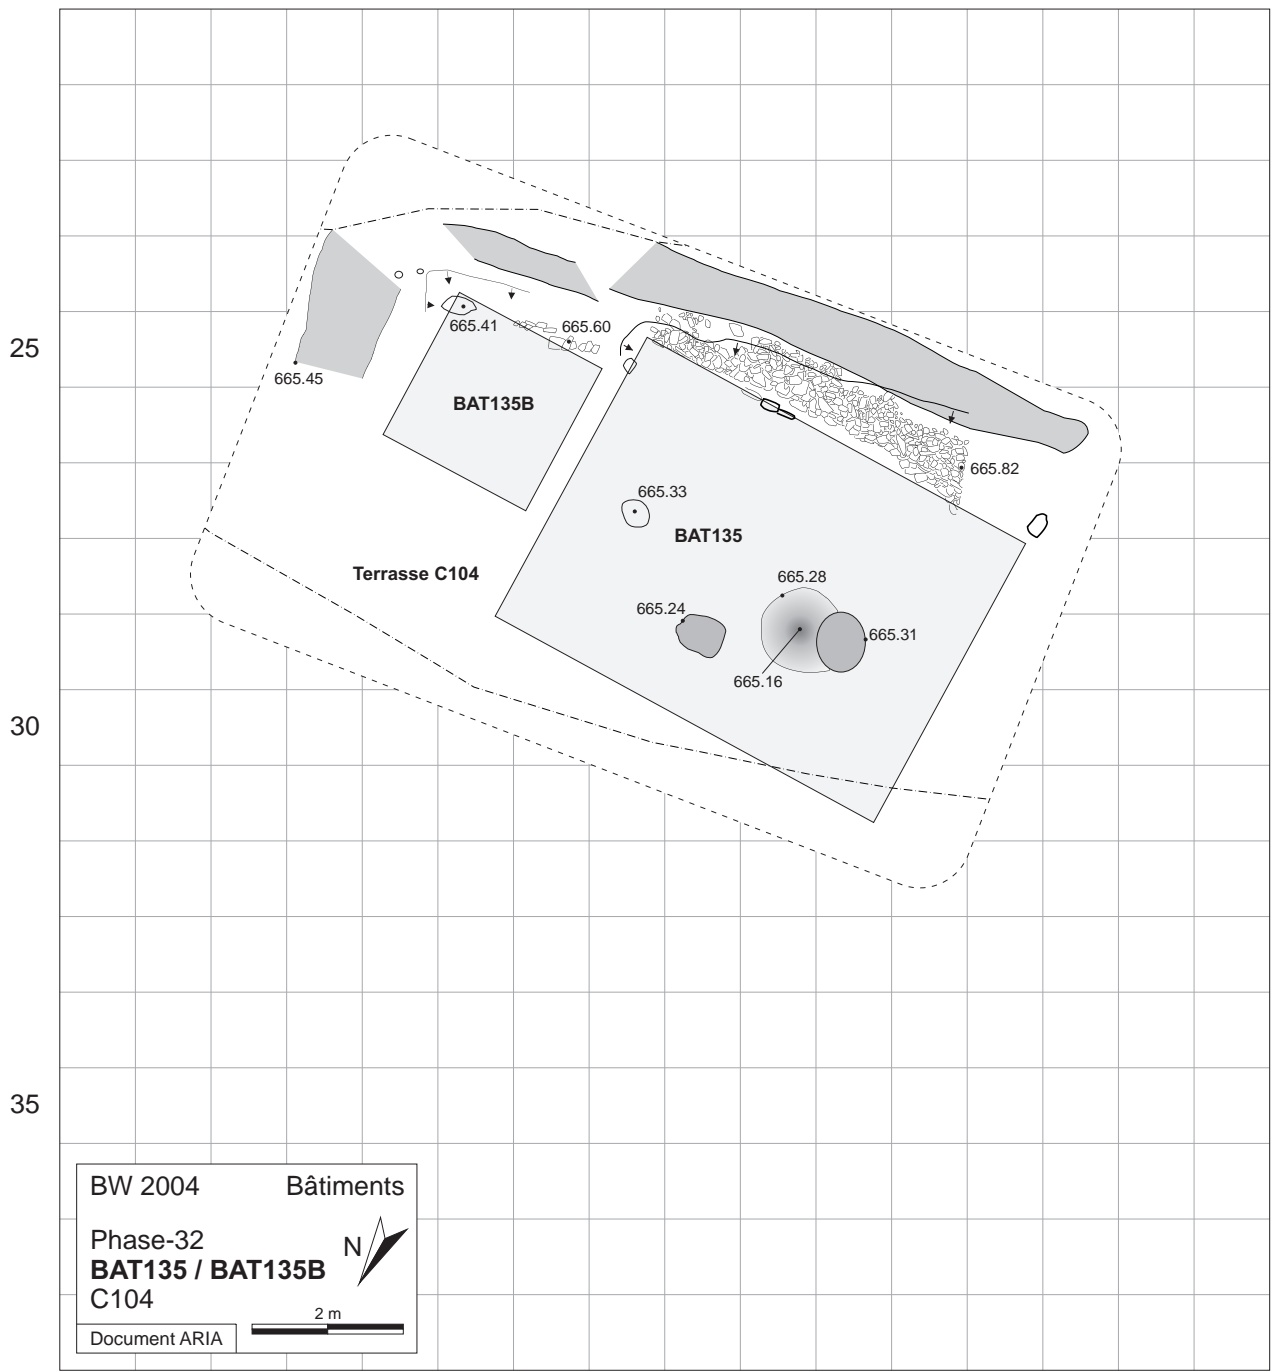 25
30
35
665.41
665.60
665.45
BAT135B
665.82
665.33
BAT135
Terrasse C104
665.28
665.24
665.31
665.16
BW 2004 Bâtiments
Phase-32
N
BAT135 / BAT135B
C104
2 m
Document ARIA